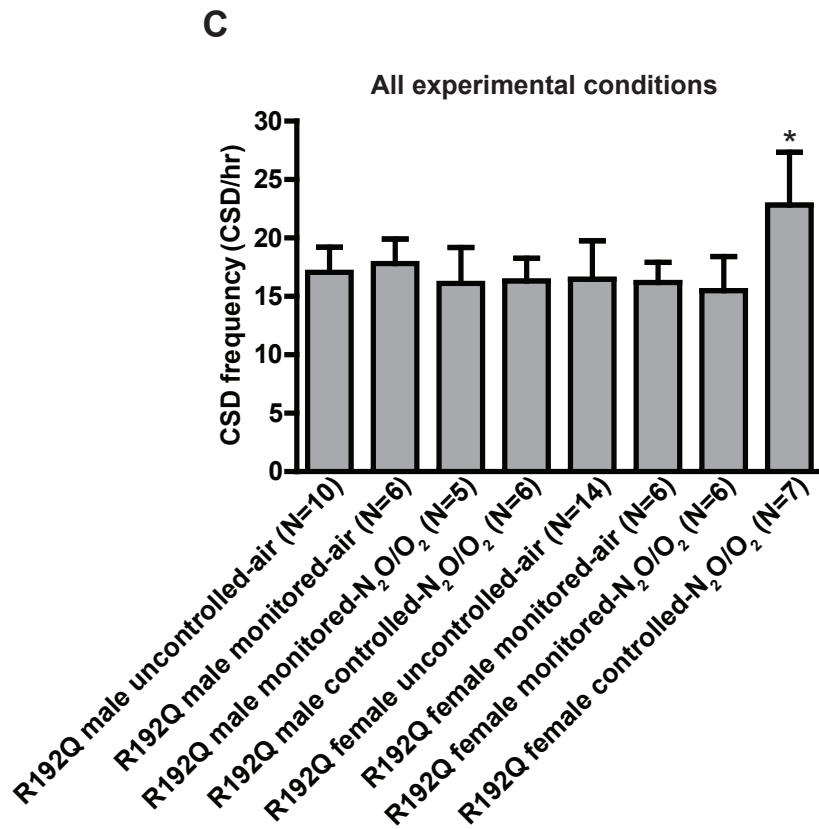 C
All experimental conditions
CSD frequency (CSD/hr)
30
25
20
15
10
5
0
*
R192Q male uncontrolled-air (N=10)
R192Q male monitored-air (N=6)
R192Q male monitored-N₂O/O₂ (N=5)
R192Q male controlled-N₂O/O₂ (N=6)
R192Q female uncontrolled-air (N=14)
R192Q female monitored-air (N=6)
R192Q female monitored-N₂O/O₂ (N=6)
R192Q female controlled-N₂O/O₂ (N=7)